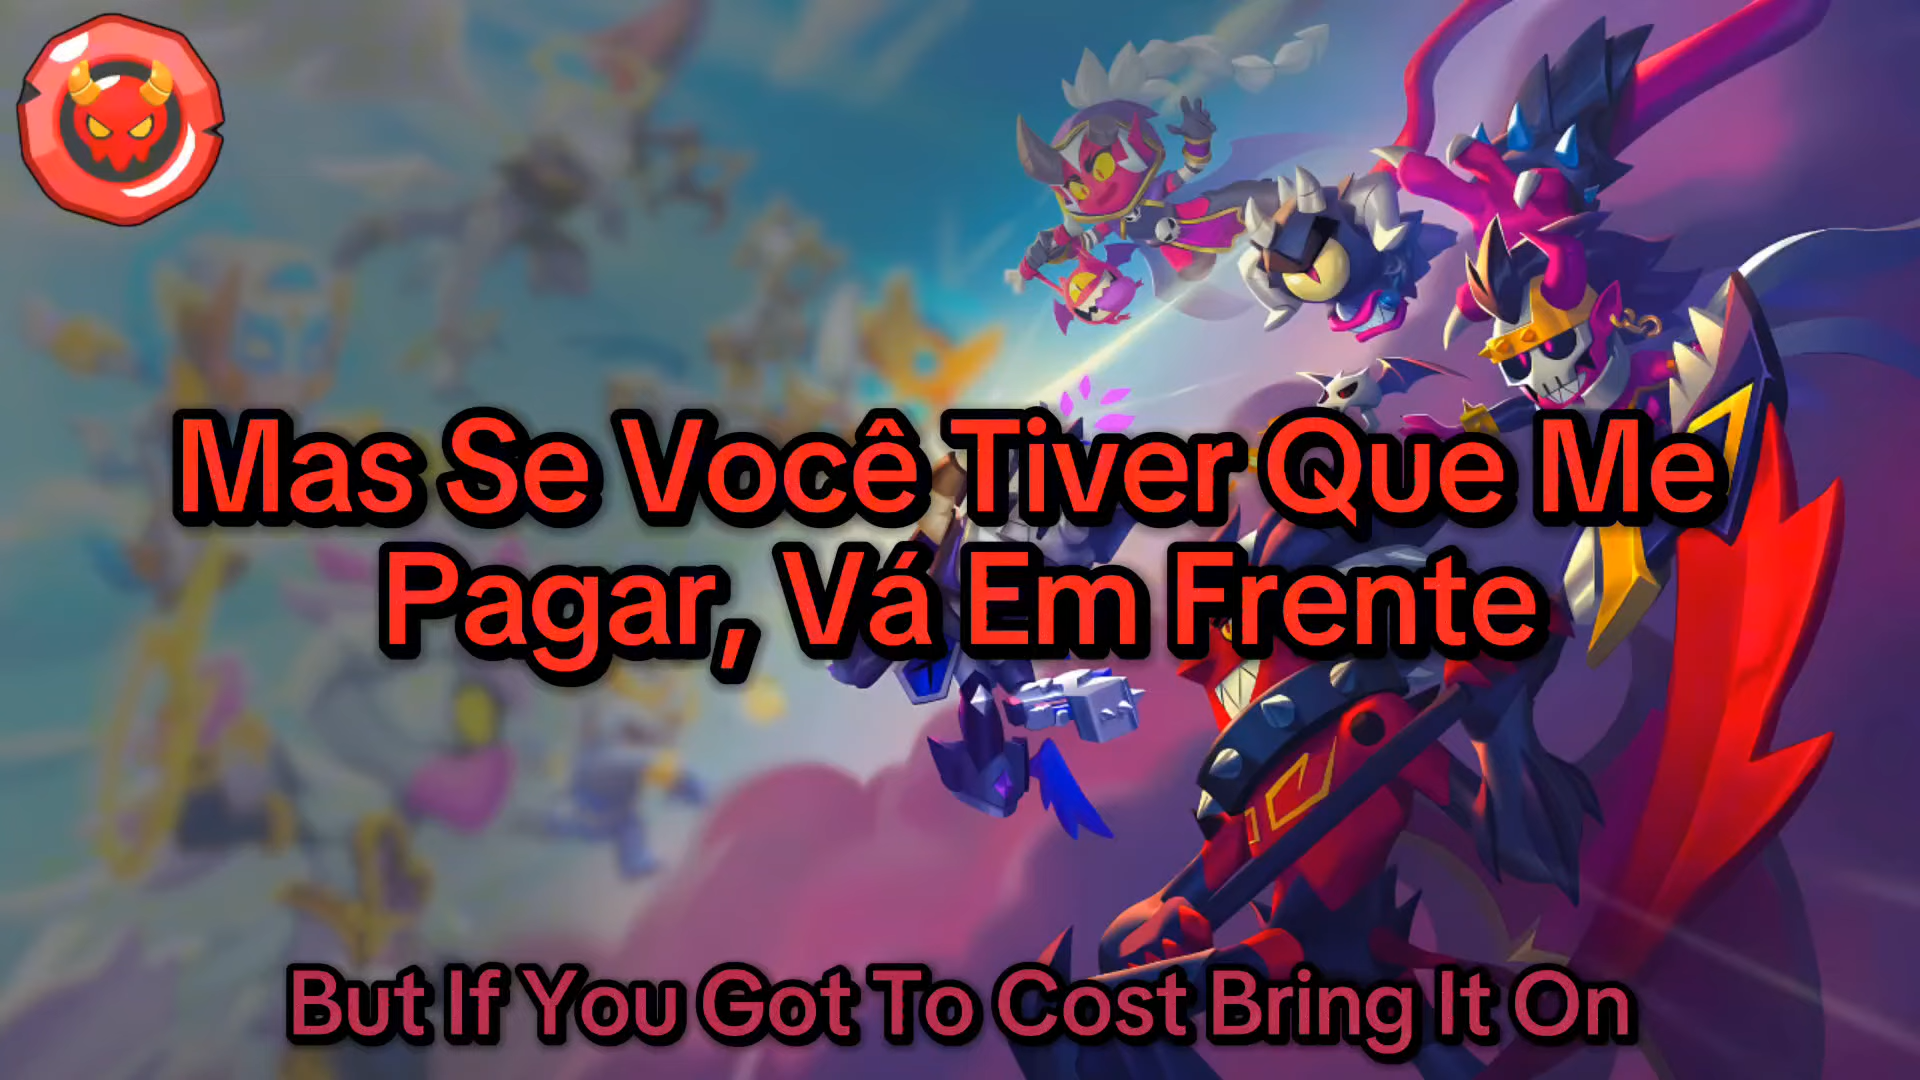 Mas Se Você Tiver Que Me
Pagar, Vá Em Frente
But If You Got To Cost Bring It On